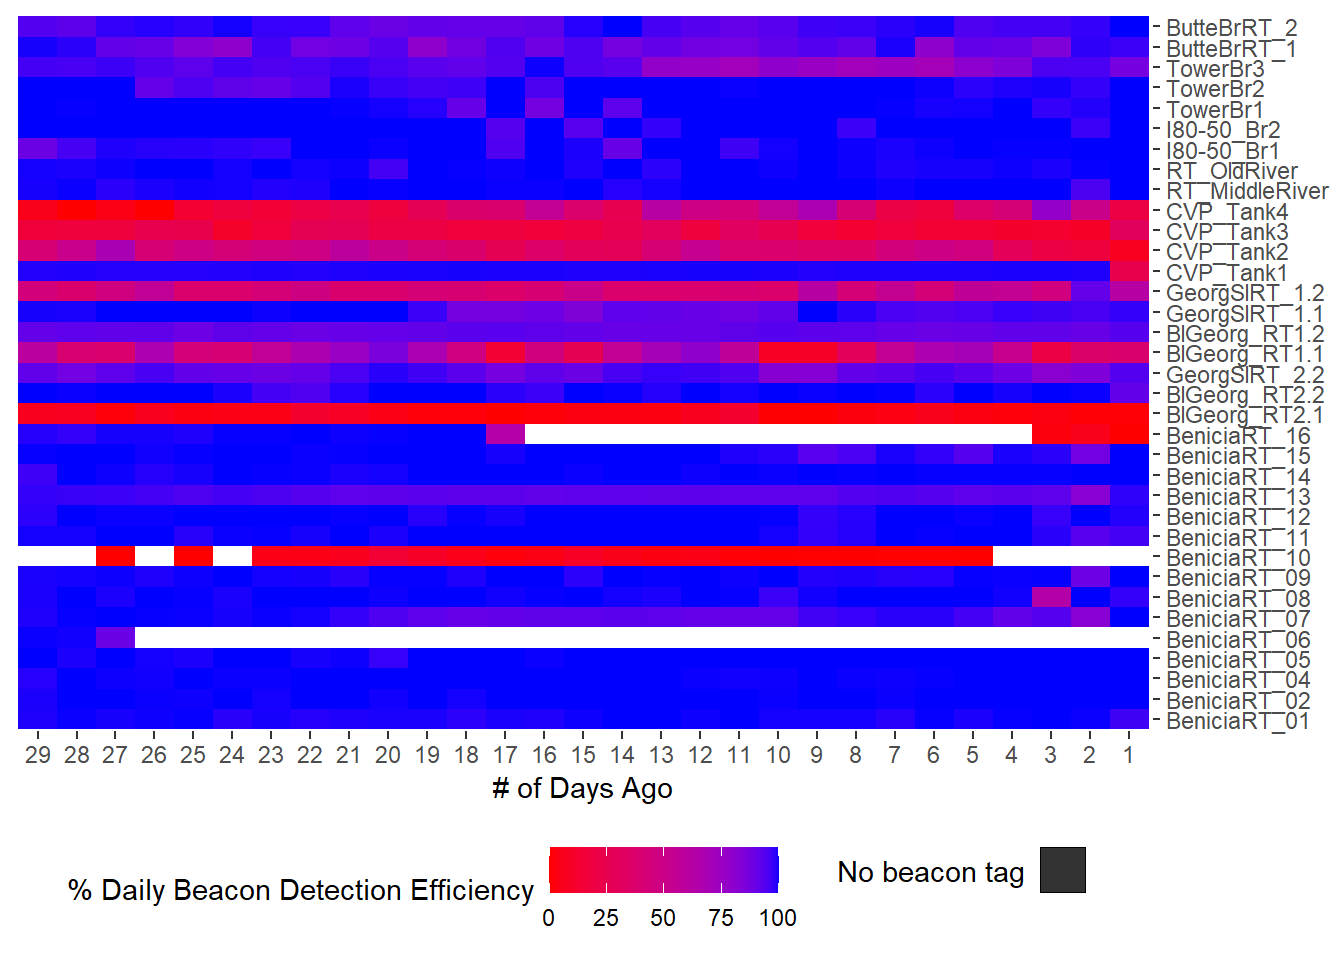 ButteBrRT_2
ButteBrRT_1
TowerBr3
TowerBr2
TowerBr1
I80-50_Br2
I80-50_Br1
RT_OldRiver
RT_MiddleRiver
CVP_Tank4
CVP_Tank3
CVP_Tank2
CVP_Tank1
GeorgSlRT_1.2
GeorgSlRT_1.1
BlGeorg_RT1.2
BlGeorg_RT1.1
GeorgSlRT_2.2
BlGeorg_RT2.2
BlGeorg_RT2.1
BeniciaRT_16
BeniciaRT_15
BeniciaRT_14
BeniciaRT_13
BeniciaRT_12
BeniciaRT_11
BeniciaRT_10
BeniciaRT_09
BeniciaRT_08
BeniciaRT_07
BeniciaRT_06
BeniciaRT_05
BeniciaRT_04
BeniciaRT_02
BeniciaRT_01
29 28 27 26 25 24 23 22 21 20 19 18 17 16 15 14 13 12 11 10 9 8 7 6 5 4 3 2 1
# of Days Ago
% Daily Beacon Detection Efficiency
0 25 50 75 100
No beacon tag